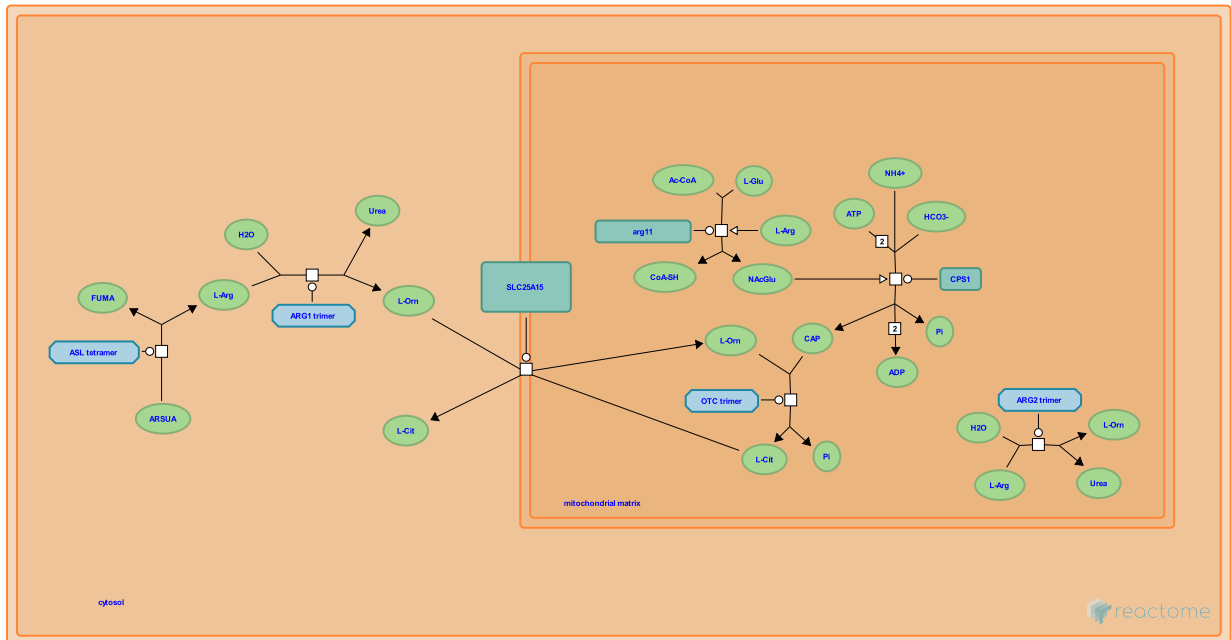 Ac-CoA
L-Glu
NH4+
ATP
HCO3-
2
Urea
H2O
arg11
L-Arg
CoA-SH
NAcGlu
CPS1
SLC25A15
FUMA
L-Arg
L-Orn
ARG1 trimer
ASL tetramer
L-Orn
CAP
2
Pi
ADP
ARSUA
OTC trimer
ARG2 trimer
L-Cit
H2O
L-Orn
L-Cit
Pi
L-Arg
Urea
mitochondrial matrix
cytosol
reactome